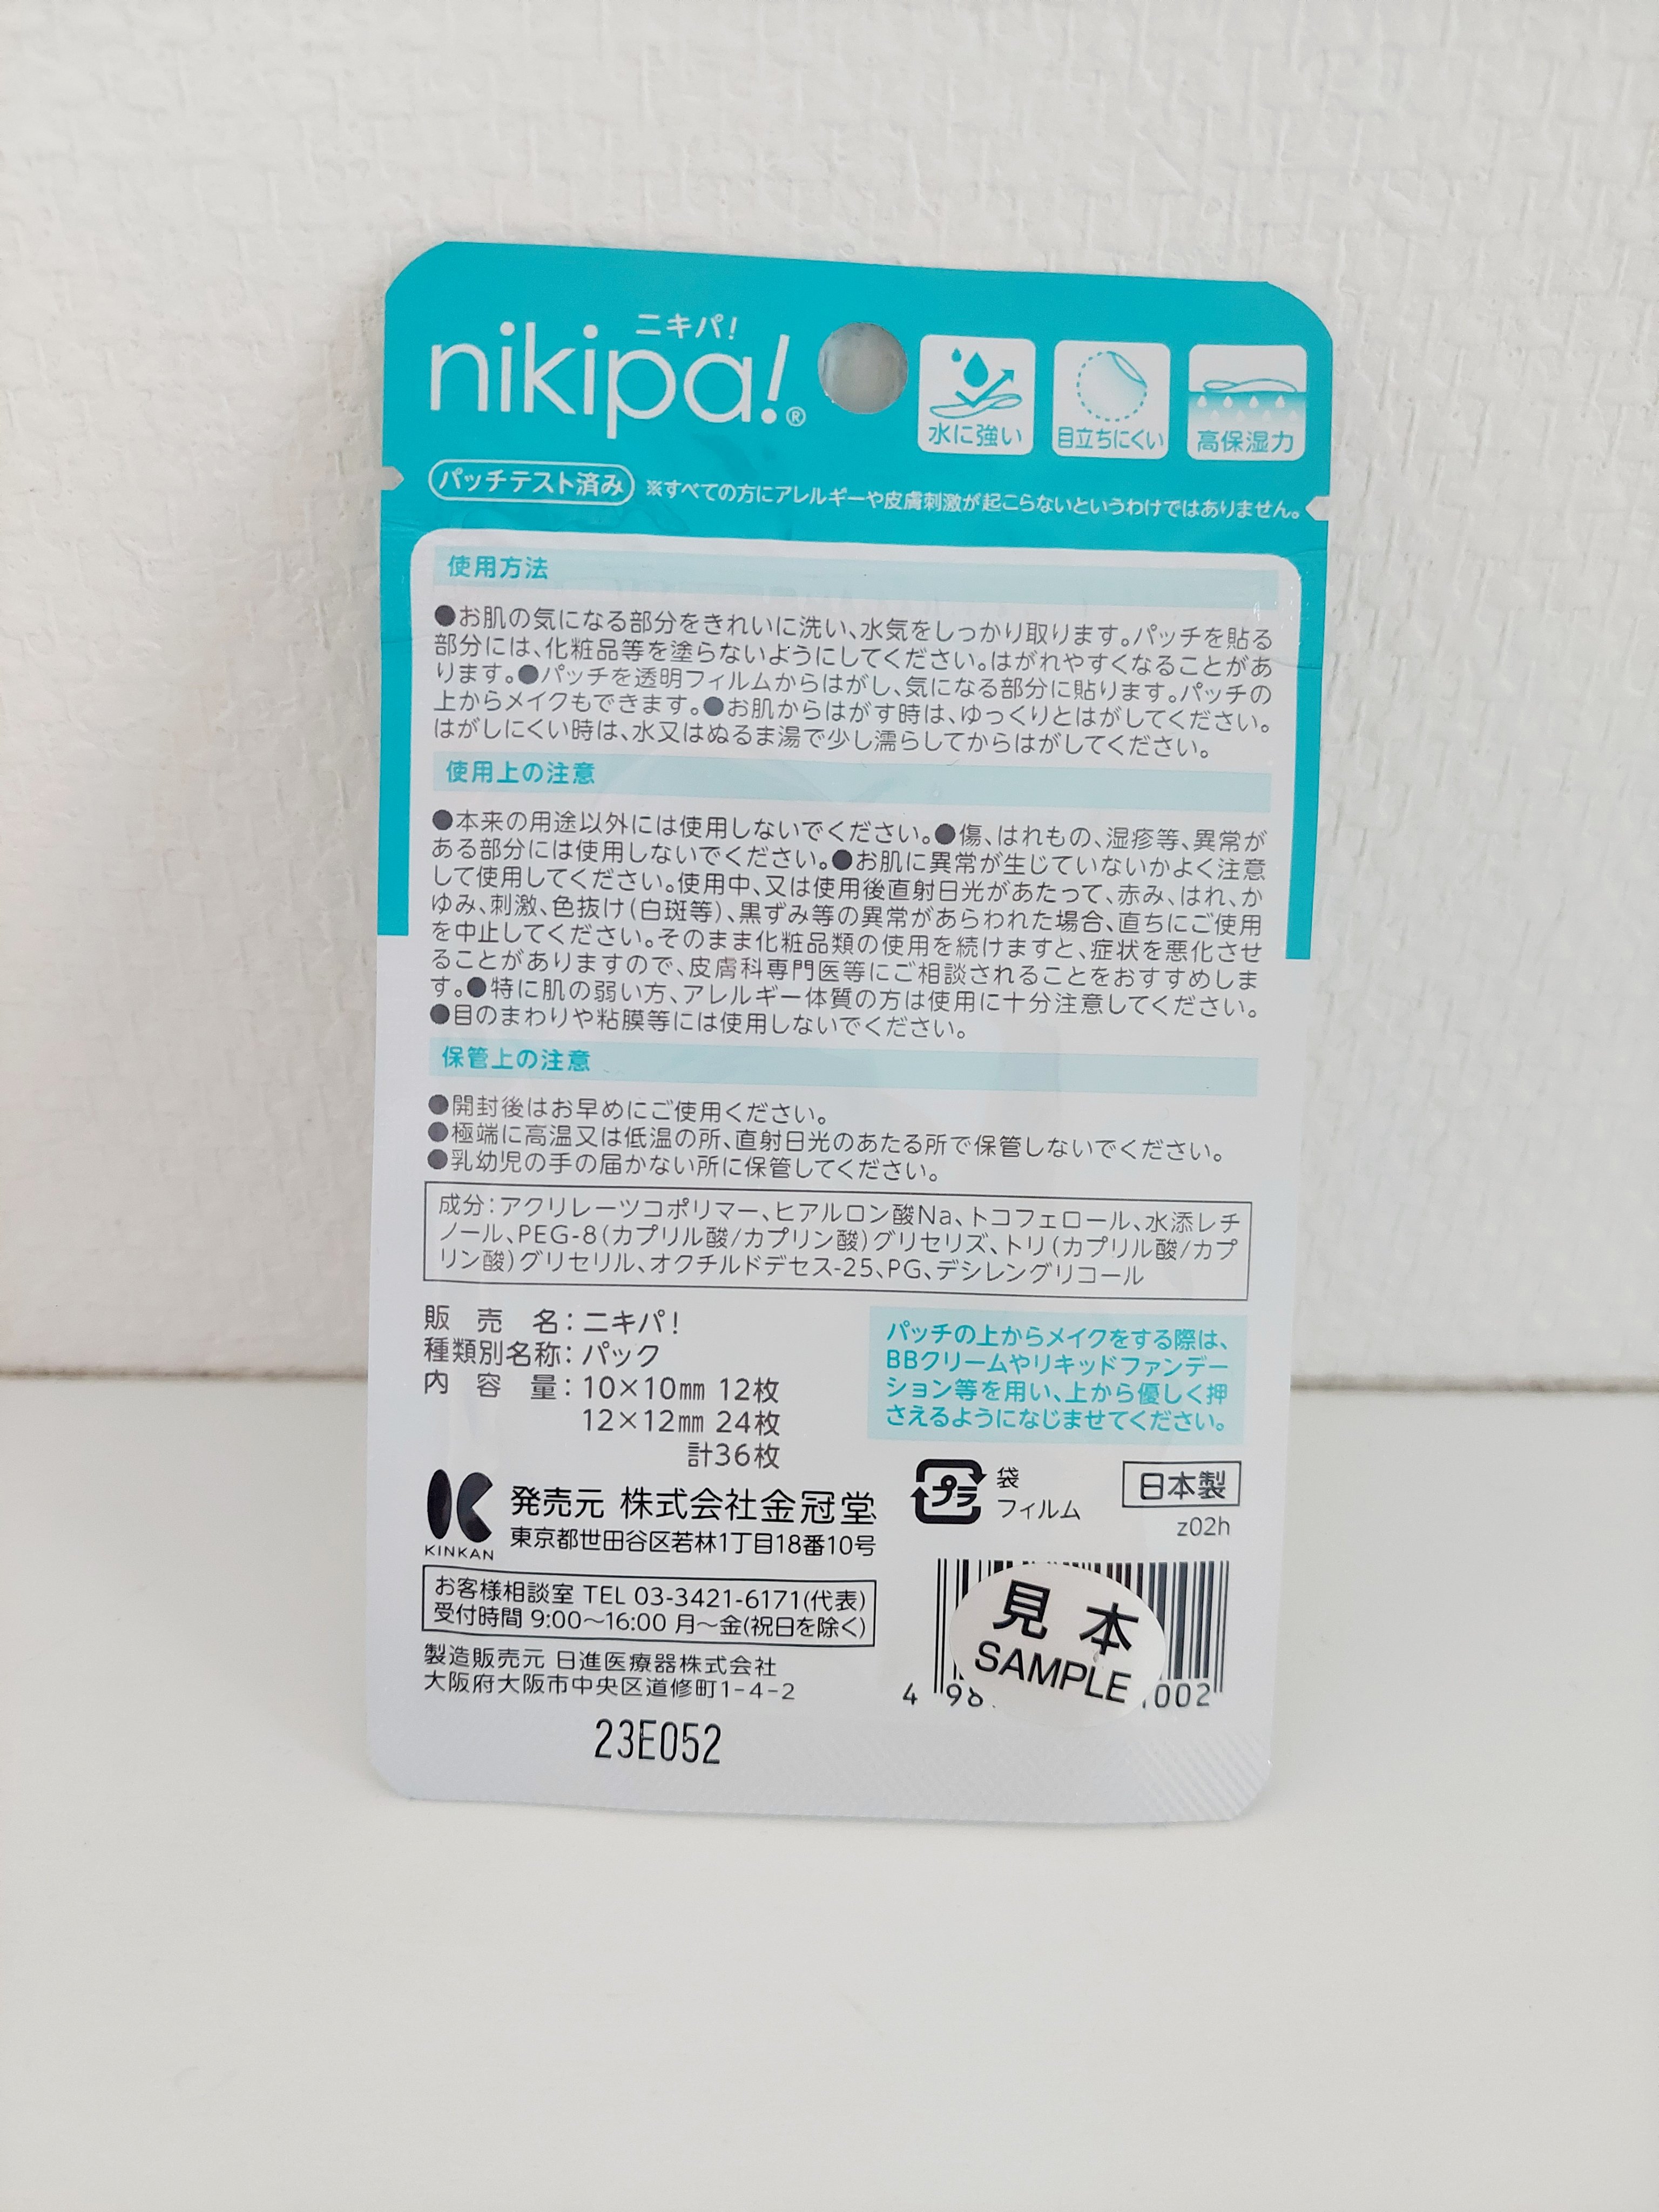 ニキパ!
nikipa!®
水に強い
目立ちにくい
高保湿力
パッチテスト済み ※すべての方にアレルギーや皮膚刺激が起こらないというわけではありません。
使用方法
●お肌の気になる部分をきれいに洗い、水気をしっかり取ります。パッチを貼る
部分には、化粧品等を塗らないようにしてください。はがれやすくなることがあ
ります。●パッチを透明フィルムからはがし、気になる部分に貼ります。パッチの
上からメイクもできます。●お肌からはがす時は、ゆっくりとはがしてください。
はがしにくい時は、水又はぬるま湯で少し濡らしてからはがしてください。
使用上の注意
●本来の用途以外には使用しないでください。●傷、はれもの、湿疹等、異常が
ある部分には使用しないでください。●お肌に異常が生じていないかよく注意
して使用してください。使用中、又は使用後直射日光があたって、赤み、はれ、か
ゆみ、刺激、色抜け(白斑等)、黒ずみ等の異常があらわれた場合、直ちにご使用
を中止してください。そのまま化粧品類の使用を続けますと、症状を悪化させ
ることがありますので、皮膚科専門医等にご相談されることをおすすめしま
す。●特に肌の弱い方、アレルギー体質の方は使用に十分注意してください。
●目のまわりや粘膜等には使用しないでください。
保管上の注意
●開封後はお早めにご使用ください。
●極端に高温又は低温の所、直射日光のあたる所で保管しないでください。
●乳幼児の手の届かない所に保管してください。
成分:アクリレーツコポリマー、ヒアルロン酸Na、トコフェロール、水添レチ
ノール、PEG-8(カプリル酸/カプリン酸)グリセリズ、トリ(カプリル酸/カプ
リン酸)グリセリル、オクチルドデセス-25、PG、デシレングリコール
販売名:ニキパ!
種類別名称:パック
内容量:10×10㎜ 12枚
12×12㎜ 24枚
計36枚
パッチの上からメイクをする際は、
BBクリームやリキッドファンデー
ション等を用い、上から優しく押
さえるようになじませてください。
KINKAN
発売元 株式会社金冠堂
東京都世田谷区若林1丁目18番10号
プラ
袋
フィルム
日本製
z02h
お客様相談室 TEL 03-3421-6171(代表)
受付時間 9:00～16:00 月～金(祝日を除く)
製造販売元 日進医療器株式会社
大阪府大阪市中央区道修町1-4-2
見本
SAMPLE
4 98 002
23E052